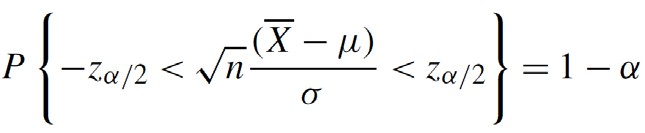 P{−z_{α/2} < √n (X̅ − μ)/σ < z_{α/2}} = 1 − α